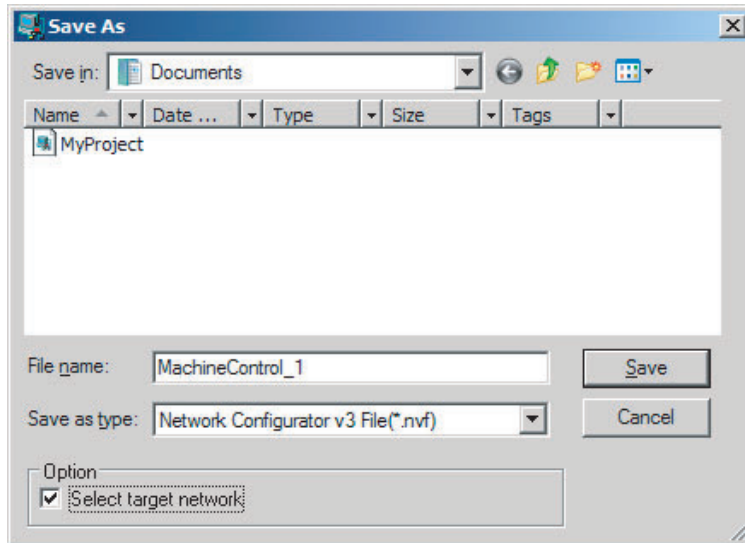 Save As
Save in: Documents
Name Date ... Type Size Tags
MyProject
File name: MachineControl_1 Save
Save as type: Network Configurator v3 File(*.nvf) Cancel
Option
Select target network